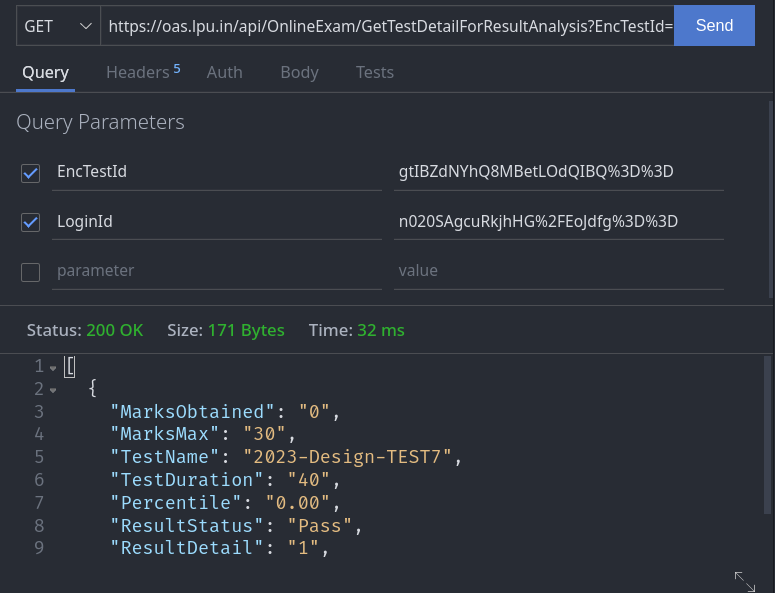 GET https://oas.lpu.in/api/OnlineExam/GetTestDetailForResultAnalysis?EncTestId= Send
Query Headers 5 Auth Body Tests
Query Parameters
EncTestId gtIBZdNYhQ8MBetLOdQIBQ%3D%3D
LoginId n020SAgcuRkjhHG%2FEoJdfg%3D%3D
parameter value
Status: 200 OK Size: 171 Bytes Time: 32 ms
1 [
2 {
3 "MarksObtained": "0",
4 "MarksMax": "30",
5 "TestName": "2023-Design-TEST7",
6 "TestDuration": "40",
7 "Percentile": "0.00",
8 "ResultStatus": "Pass",
9 "ResultDetail": "1",